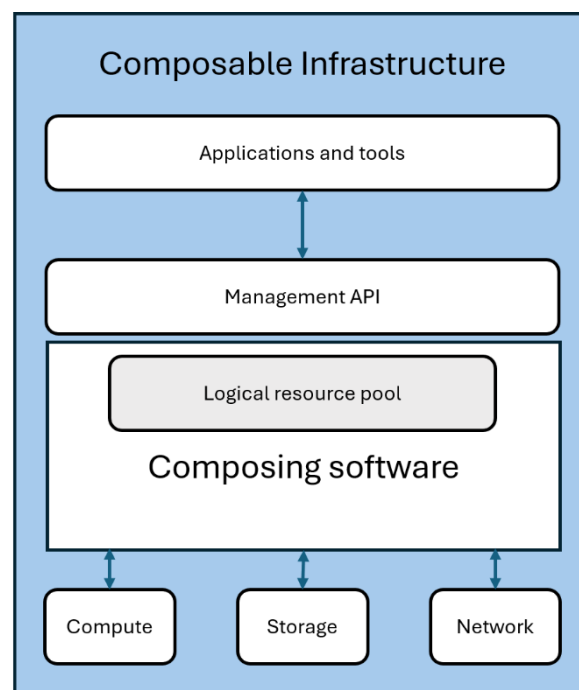 Composable Infrastructure
Applications and tools
Management API
Logical resource pool
Composing software
Compute
Storage
Network